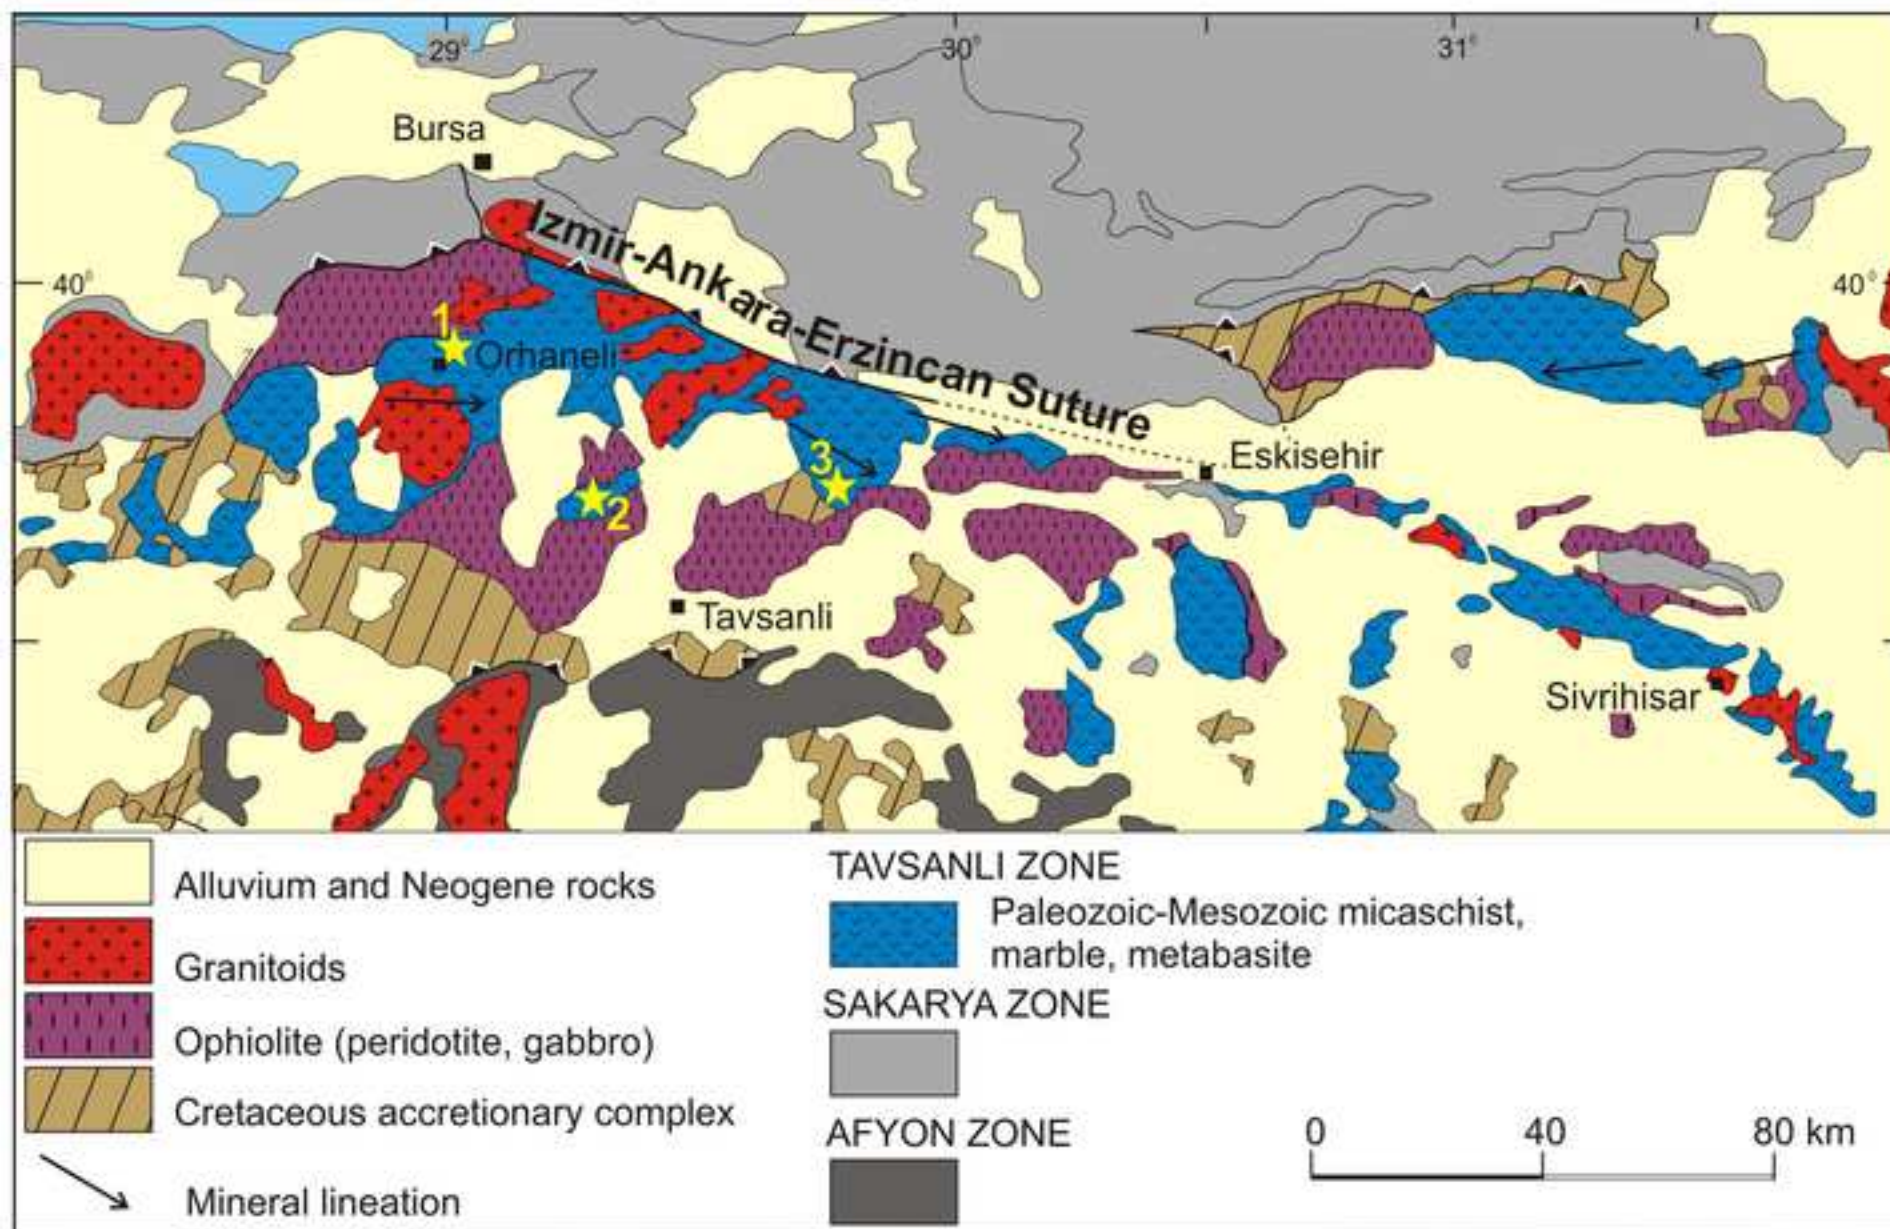 29°
30°
31°
Bursa
Izmir-Ankara-Erzincan Suture
40°
40°
1
Orhaneli
3
Eskisehir
2
Tavsanli
Sivrihisar
Alluvium and Neogene rocks
Granitoids
Ophiolite (peridotite, gabbro)
Cretaceous accretionary complex
Mineral lineation
TAVSANLI ZONE
Paleozoic-Mesozoic micaschist,
marble, metabasite
SAKARYA ZONE
AFYON ZONE
0 40 80 km